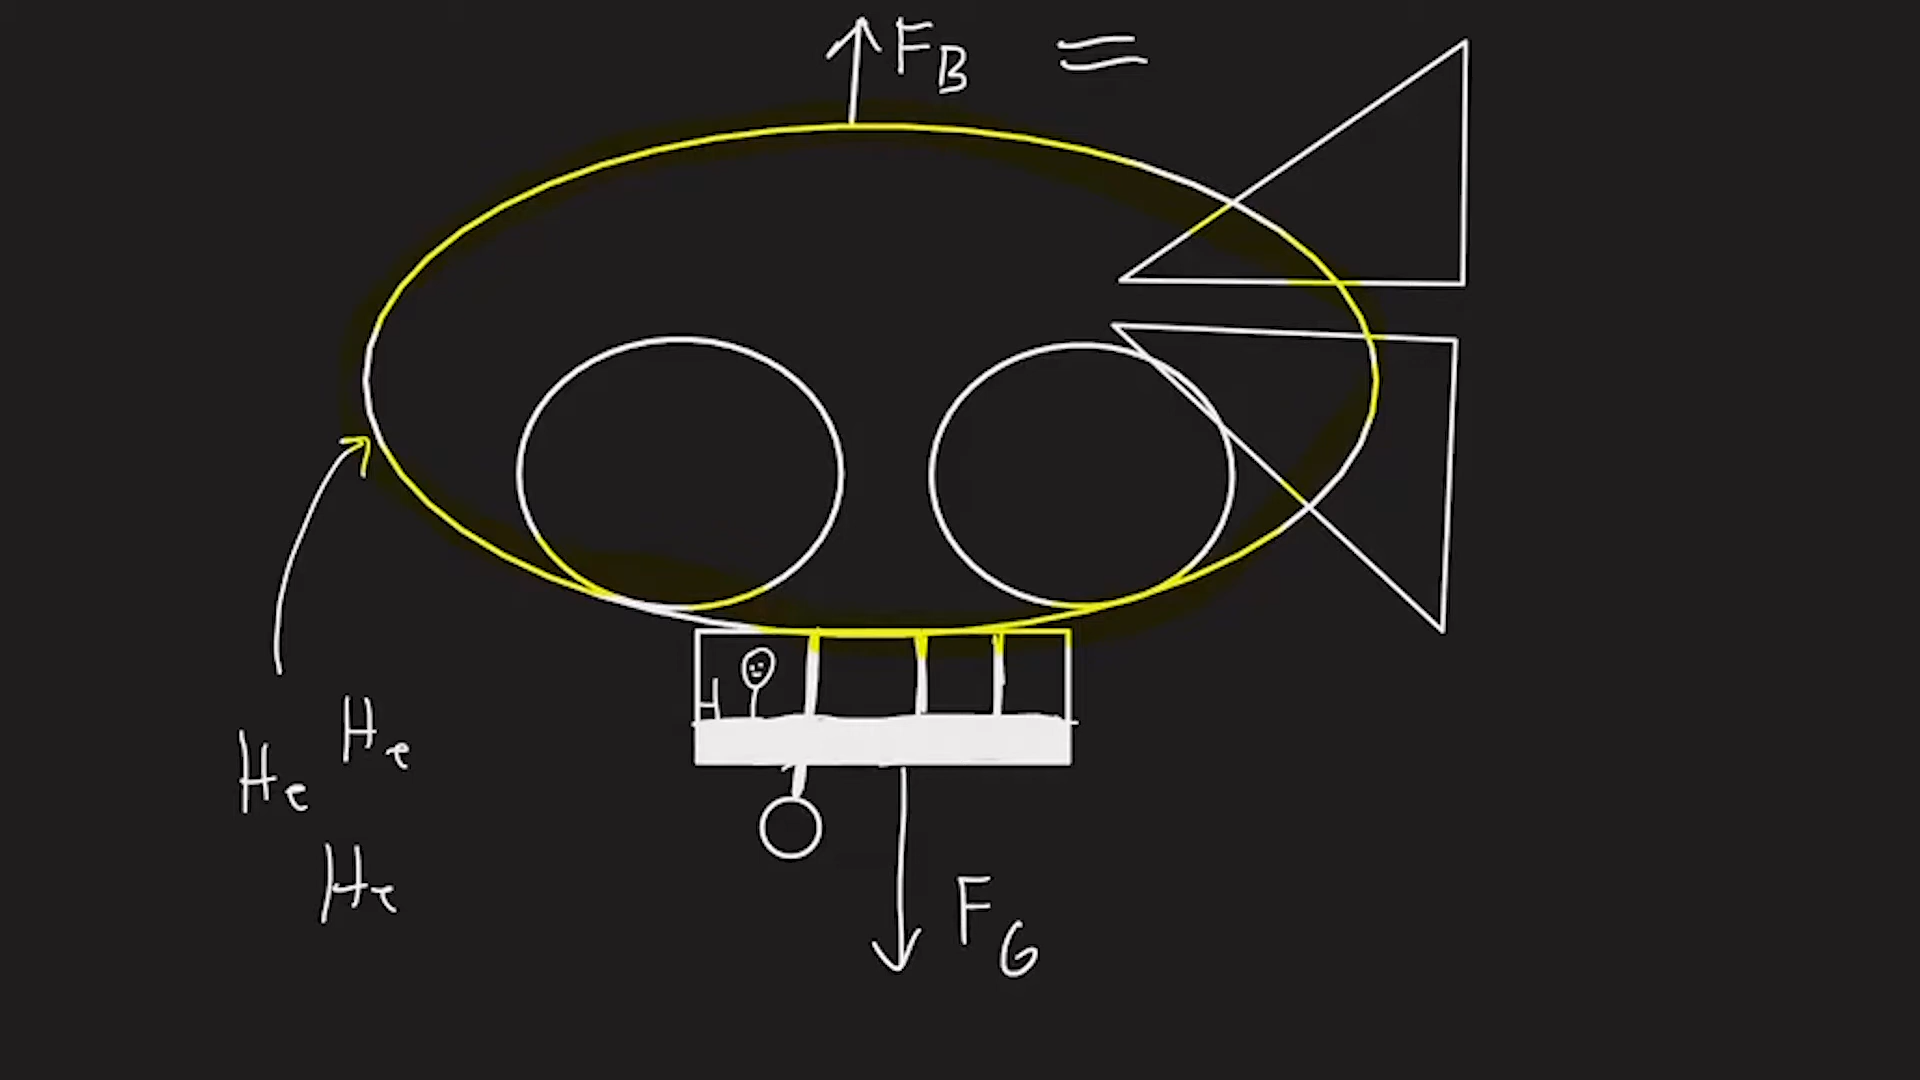 F_B =
He
He
He
F_G